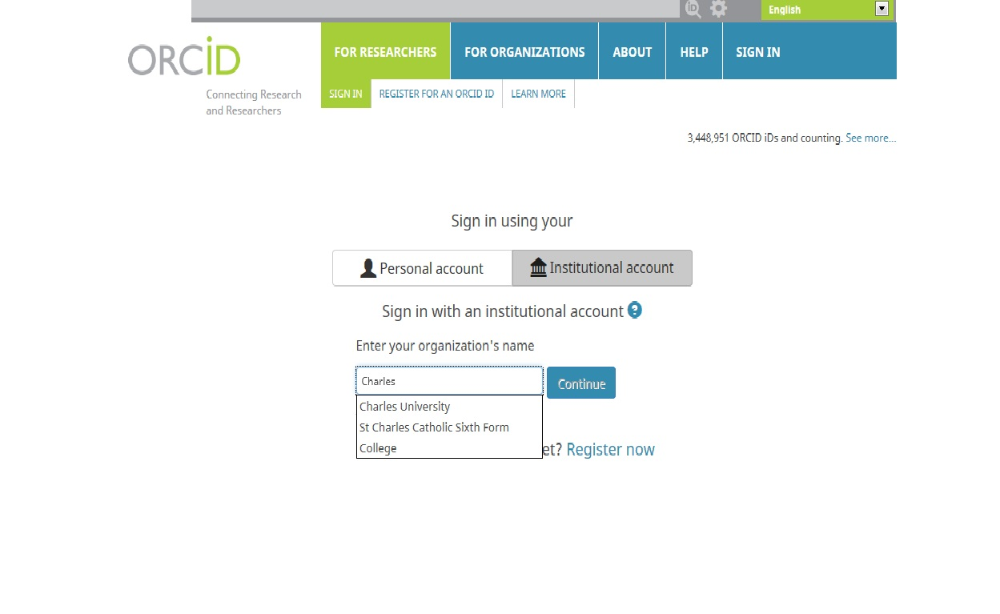 English
ORCID
Connecting Research
and Researchers
FOR RESEARCHERS
FOR ORGANIZATIONS
ABOUT
HELP
SIGN IN
SIGN IN
REGISTER FOR AN ORCID ID
LEARN MORE
3,448,951 ORCID iDs and counting. See more...
Sign in using your
Personal account
Institutional account
Sign in with an institutional account ?
Enter your organization's name
Charles
Continue
Charles University
St Charles Catholic Sixth Form
College
et? Register now